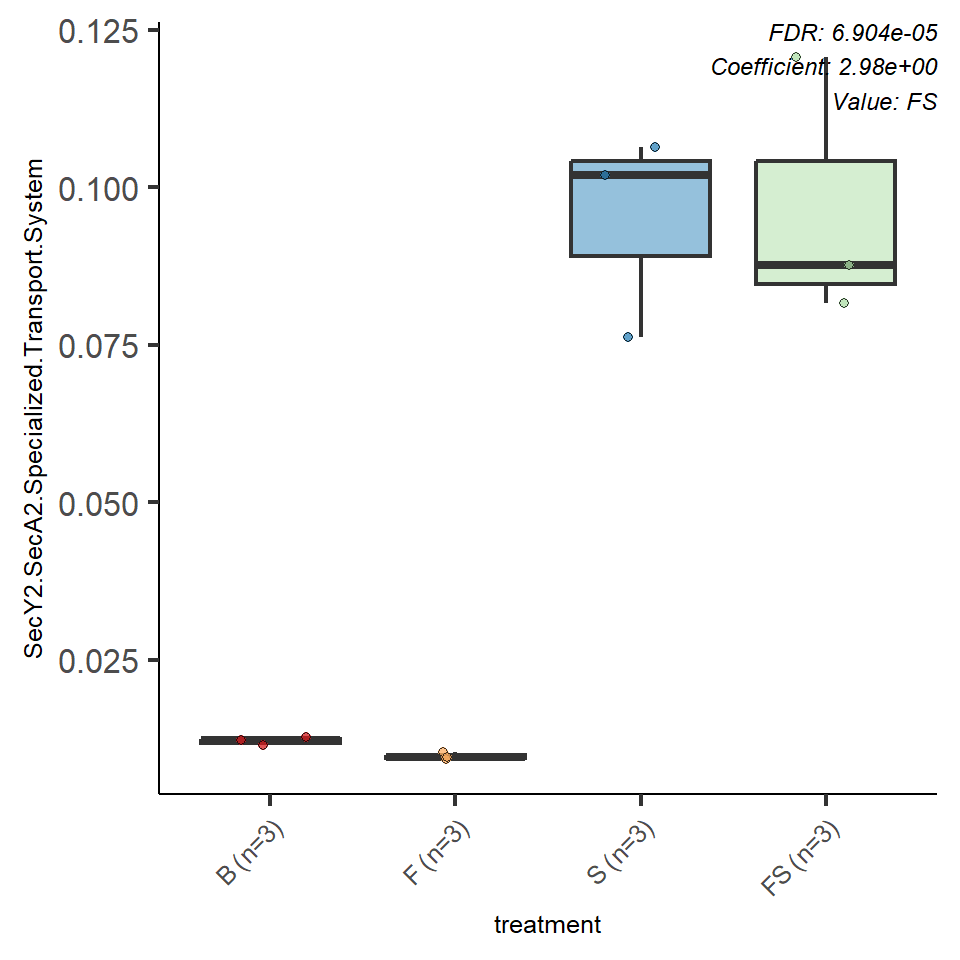 FDR: 6.904e-05
Coefficient: 2.98e+00
Value: FS
SecY2.SecA2.Specialized.Transport.System
0.125
0.100
0.075
0.050
0.025
B (n=3)
F (n=3)
S (n=3)
FS (n=3)
treatment